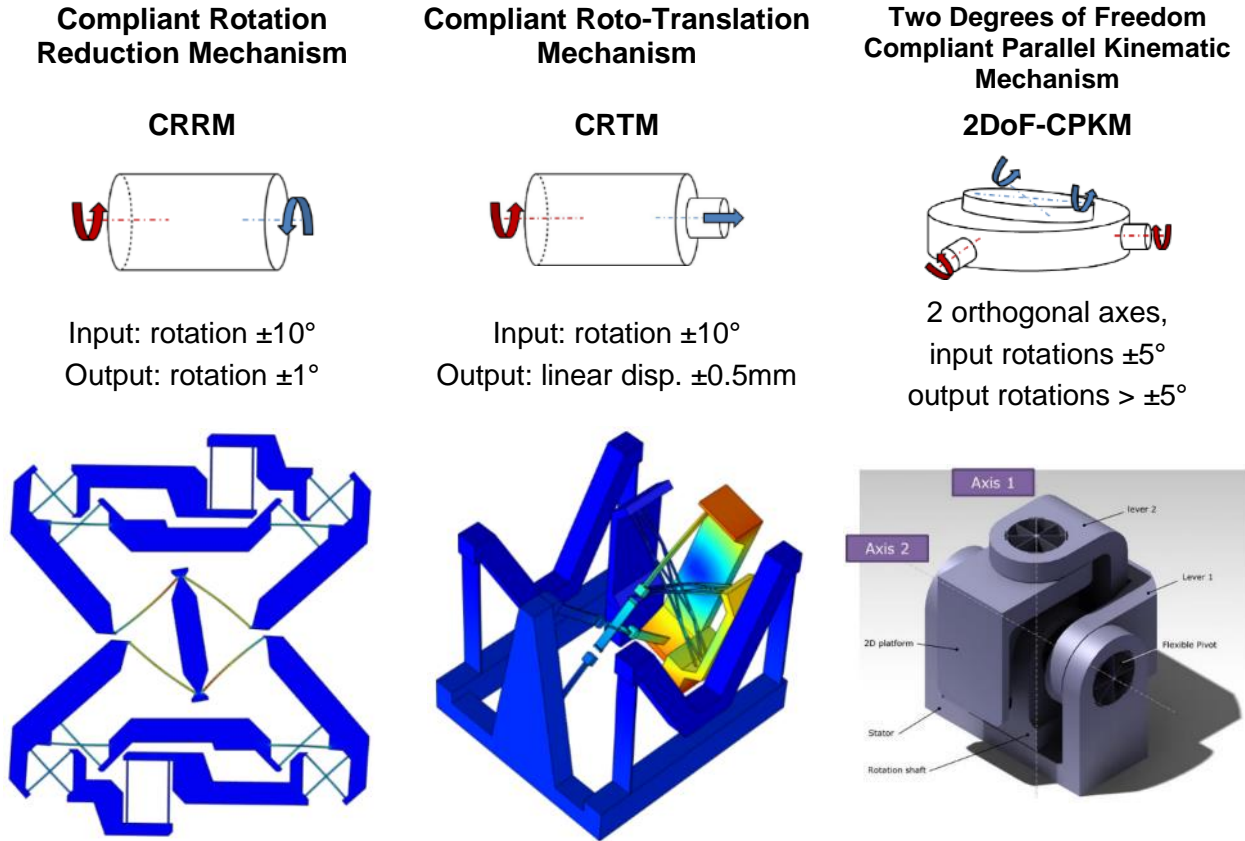 Compliant Rotation
Reduction Mechanism
CRRM
Input: rotation ±10°
Output: rotation ±1°
Compliant Roto-Translation
Mechanism
CRTM
Input: rotation ±10°
Output: linear disp. ±0.5mm
Two Degrees of Freedom
Compliant Parallel Kinematic
Mechanism
2DoF-CPKM
2 orthogonal axes,
input rotations ±5°
output rotations > ±5°
Axis 1
lever 2
Axis 2
Lever 1
2D platform
Flexible Pivot
Stator
Rotation shaft